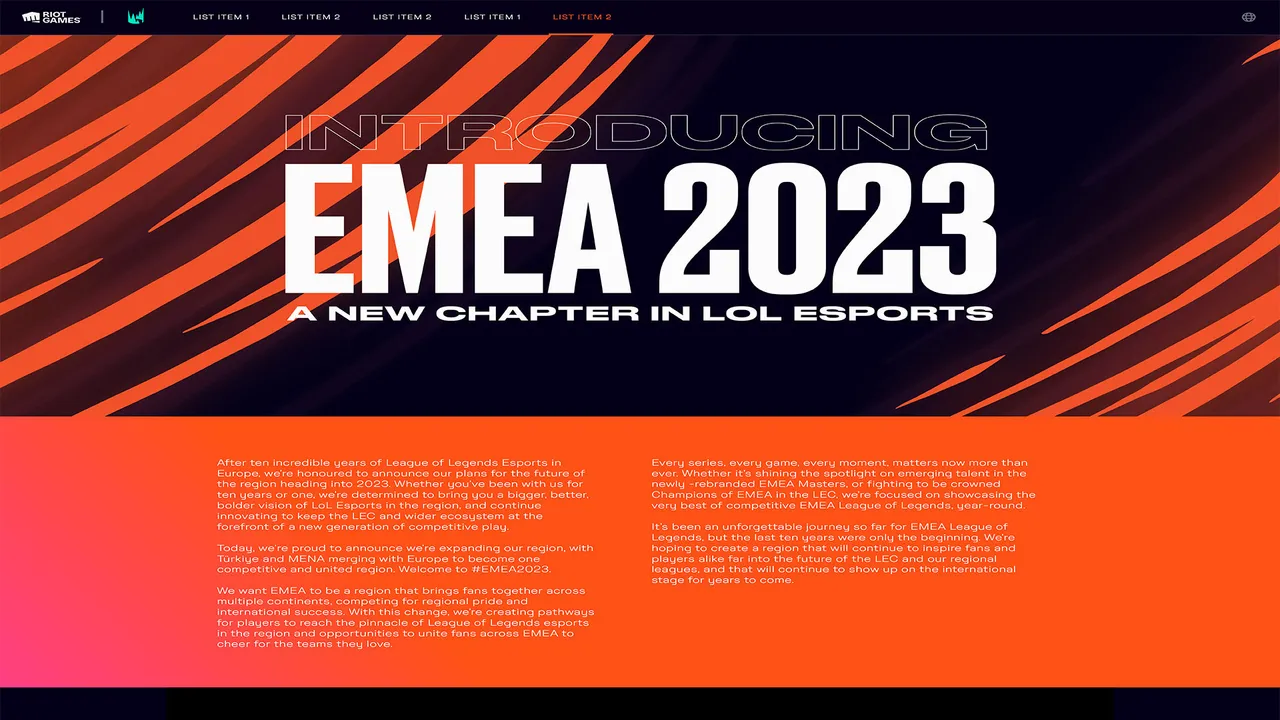 RIOT GAMES
LIST ITEM 1
LIST ITEM 2
LIST ITEM 2
LIST ITEM 1
LIST ITEM 2
INTRODUCING
EMEA 2023
A NEW CHAPTER IN LOL ESPORTS
After ten incredible years of League of Legends Esports in
Europe, we're honoured to announce our plans for the future of
the region heading into 2023. Whether you've been with us for
ten years or one, we're determined to bring you a bigger, better,
bolder vision of LoL Esports in the region, and continue
innovating to keep the LEC and wider ecosystem at the
forefront of a new generation of competitive play.
Today, we're proud to announce we're expanding our region, with
Türkiye and MENA merging with Europe to become one
competitive and united region. Welcome to #EMEA2023.
We want EMEA to be a region that brings fans together across
multiple continents, competing for regional pride and
international success. With this change, we're creating pathways
for players to reach the pinnacle of League of Legends esports
in the region and opportunities to unite fans across EMEA to
cheer for the teams they love.
Every series, every game, every moment, matters now more than
ever. Whether it's shining the spotlight on emerging talent in the
newly -rebranded EMEA Masters, or fighting to be crowned
Champions of EMEA in the LEC, we're focused on showcasing the
very best of competitive EMEA League of Legends, year-round.
It's been an unforgettable journey so far for EMEA League of
Legends, but the last ten years were only the beginning. We're
hoping to create a region that will continue to inspire fans and
players alike far into the future of the LEC and our regional
leagues, and that will continue to show up on the international
stage for years to come.